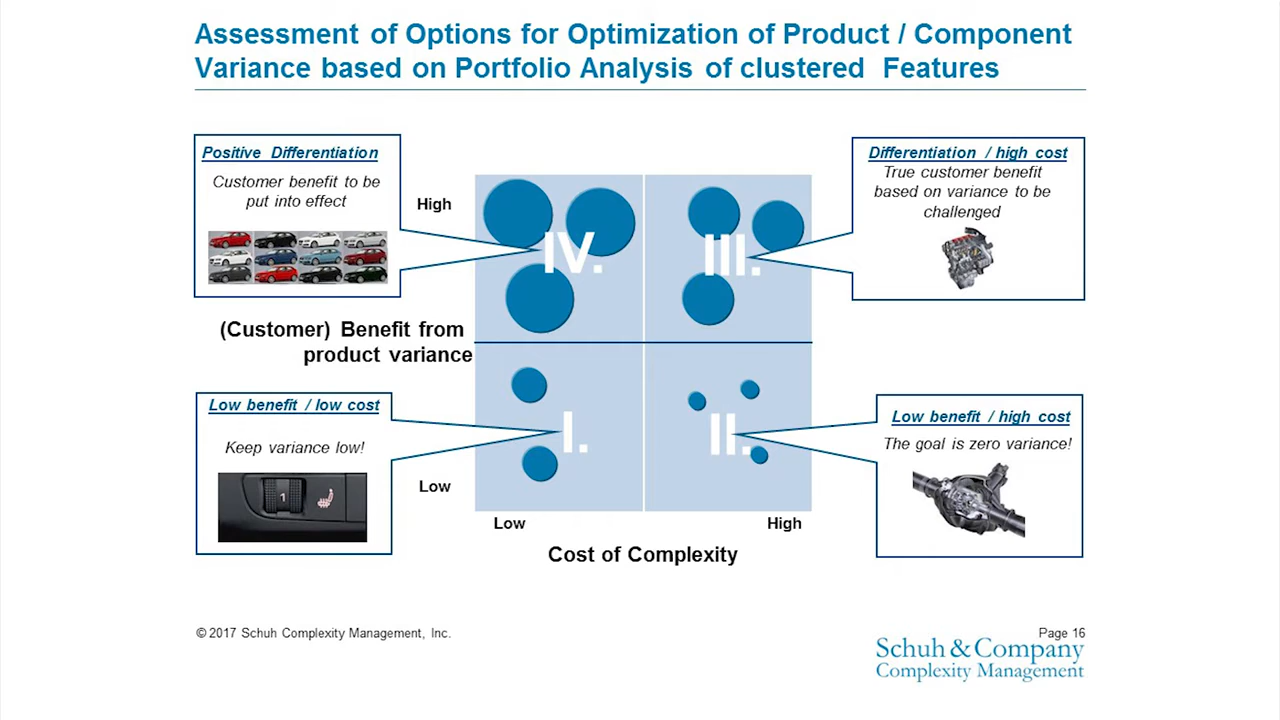 Assessment of Options for Optimization of Product / Component
Variance based on Portfolio Analysis of clustered Features
Positive Differentiation
Customer benefit to be
put into effect
High
IV.
III.
Differentiation / high cost
True customer benefit
based on variance to be
challenged
(Customer) Benefit from
product variance
Low benefit / low cost
Keep variance low!
1
Low
I.
II.
Low benefit / high cost
The goal is zero variance!
Low
High
Cost of Complexity
© 2017 Schuh Complexity Management, Inc.
Page 16
Schuh & Company
Complexity Management